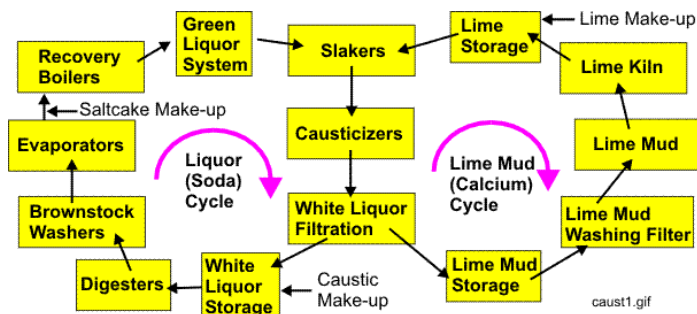 Green
Liquor
System
Recovery
Boilers
Slakers
Lime
Storage
Lime Make-up
Lime Kiln
Saltcake Make-up
Evaporators
Causticizers
Lime Mud
Liquor
(Soda)
Cycle
Lime Mud
(Calcium)
Cycle
Brownstock
Washers
White Liquor
Filtration
Lime Mud
Washing Filter
Digesters
White
Liquor
Storage
Caustic
Make-up
Lime Mud
Storage
caust1.gif